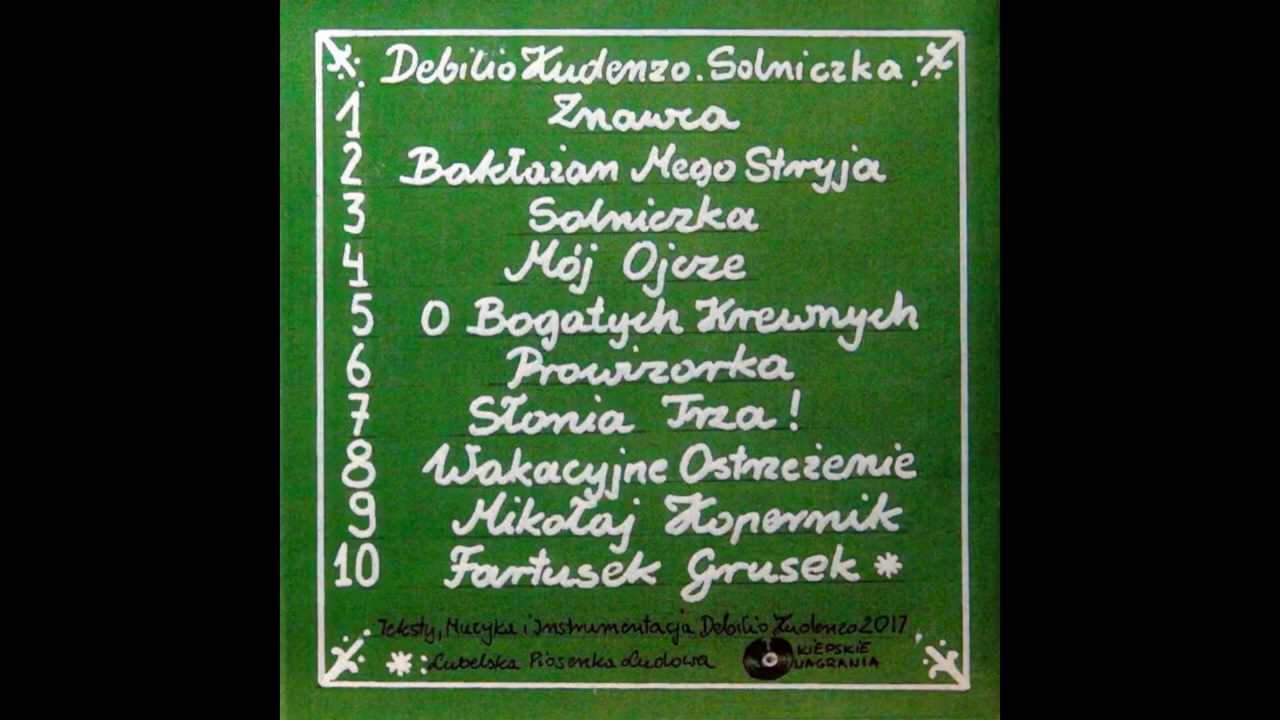 Debilio Kudenzo. Solniczka
1 Znawca
2 Bakłażan Mego Stryja
3 Solniczka
4 Mój Ojcze
5 O Bogatych Krewnych
6 Prowizorka
7 Słonia Trza!
8 Wakacyjne Ostrzeżenie
9 Mikołaj Kopernik
10 Fartusek Grusek *
Teksty, Muzyka i Instrumentacja Debilio Kudenzo 2017
* : Lubelska Piosenka Ludowa
KIEPSKIE
NAGRANIA